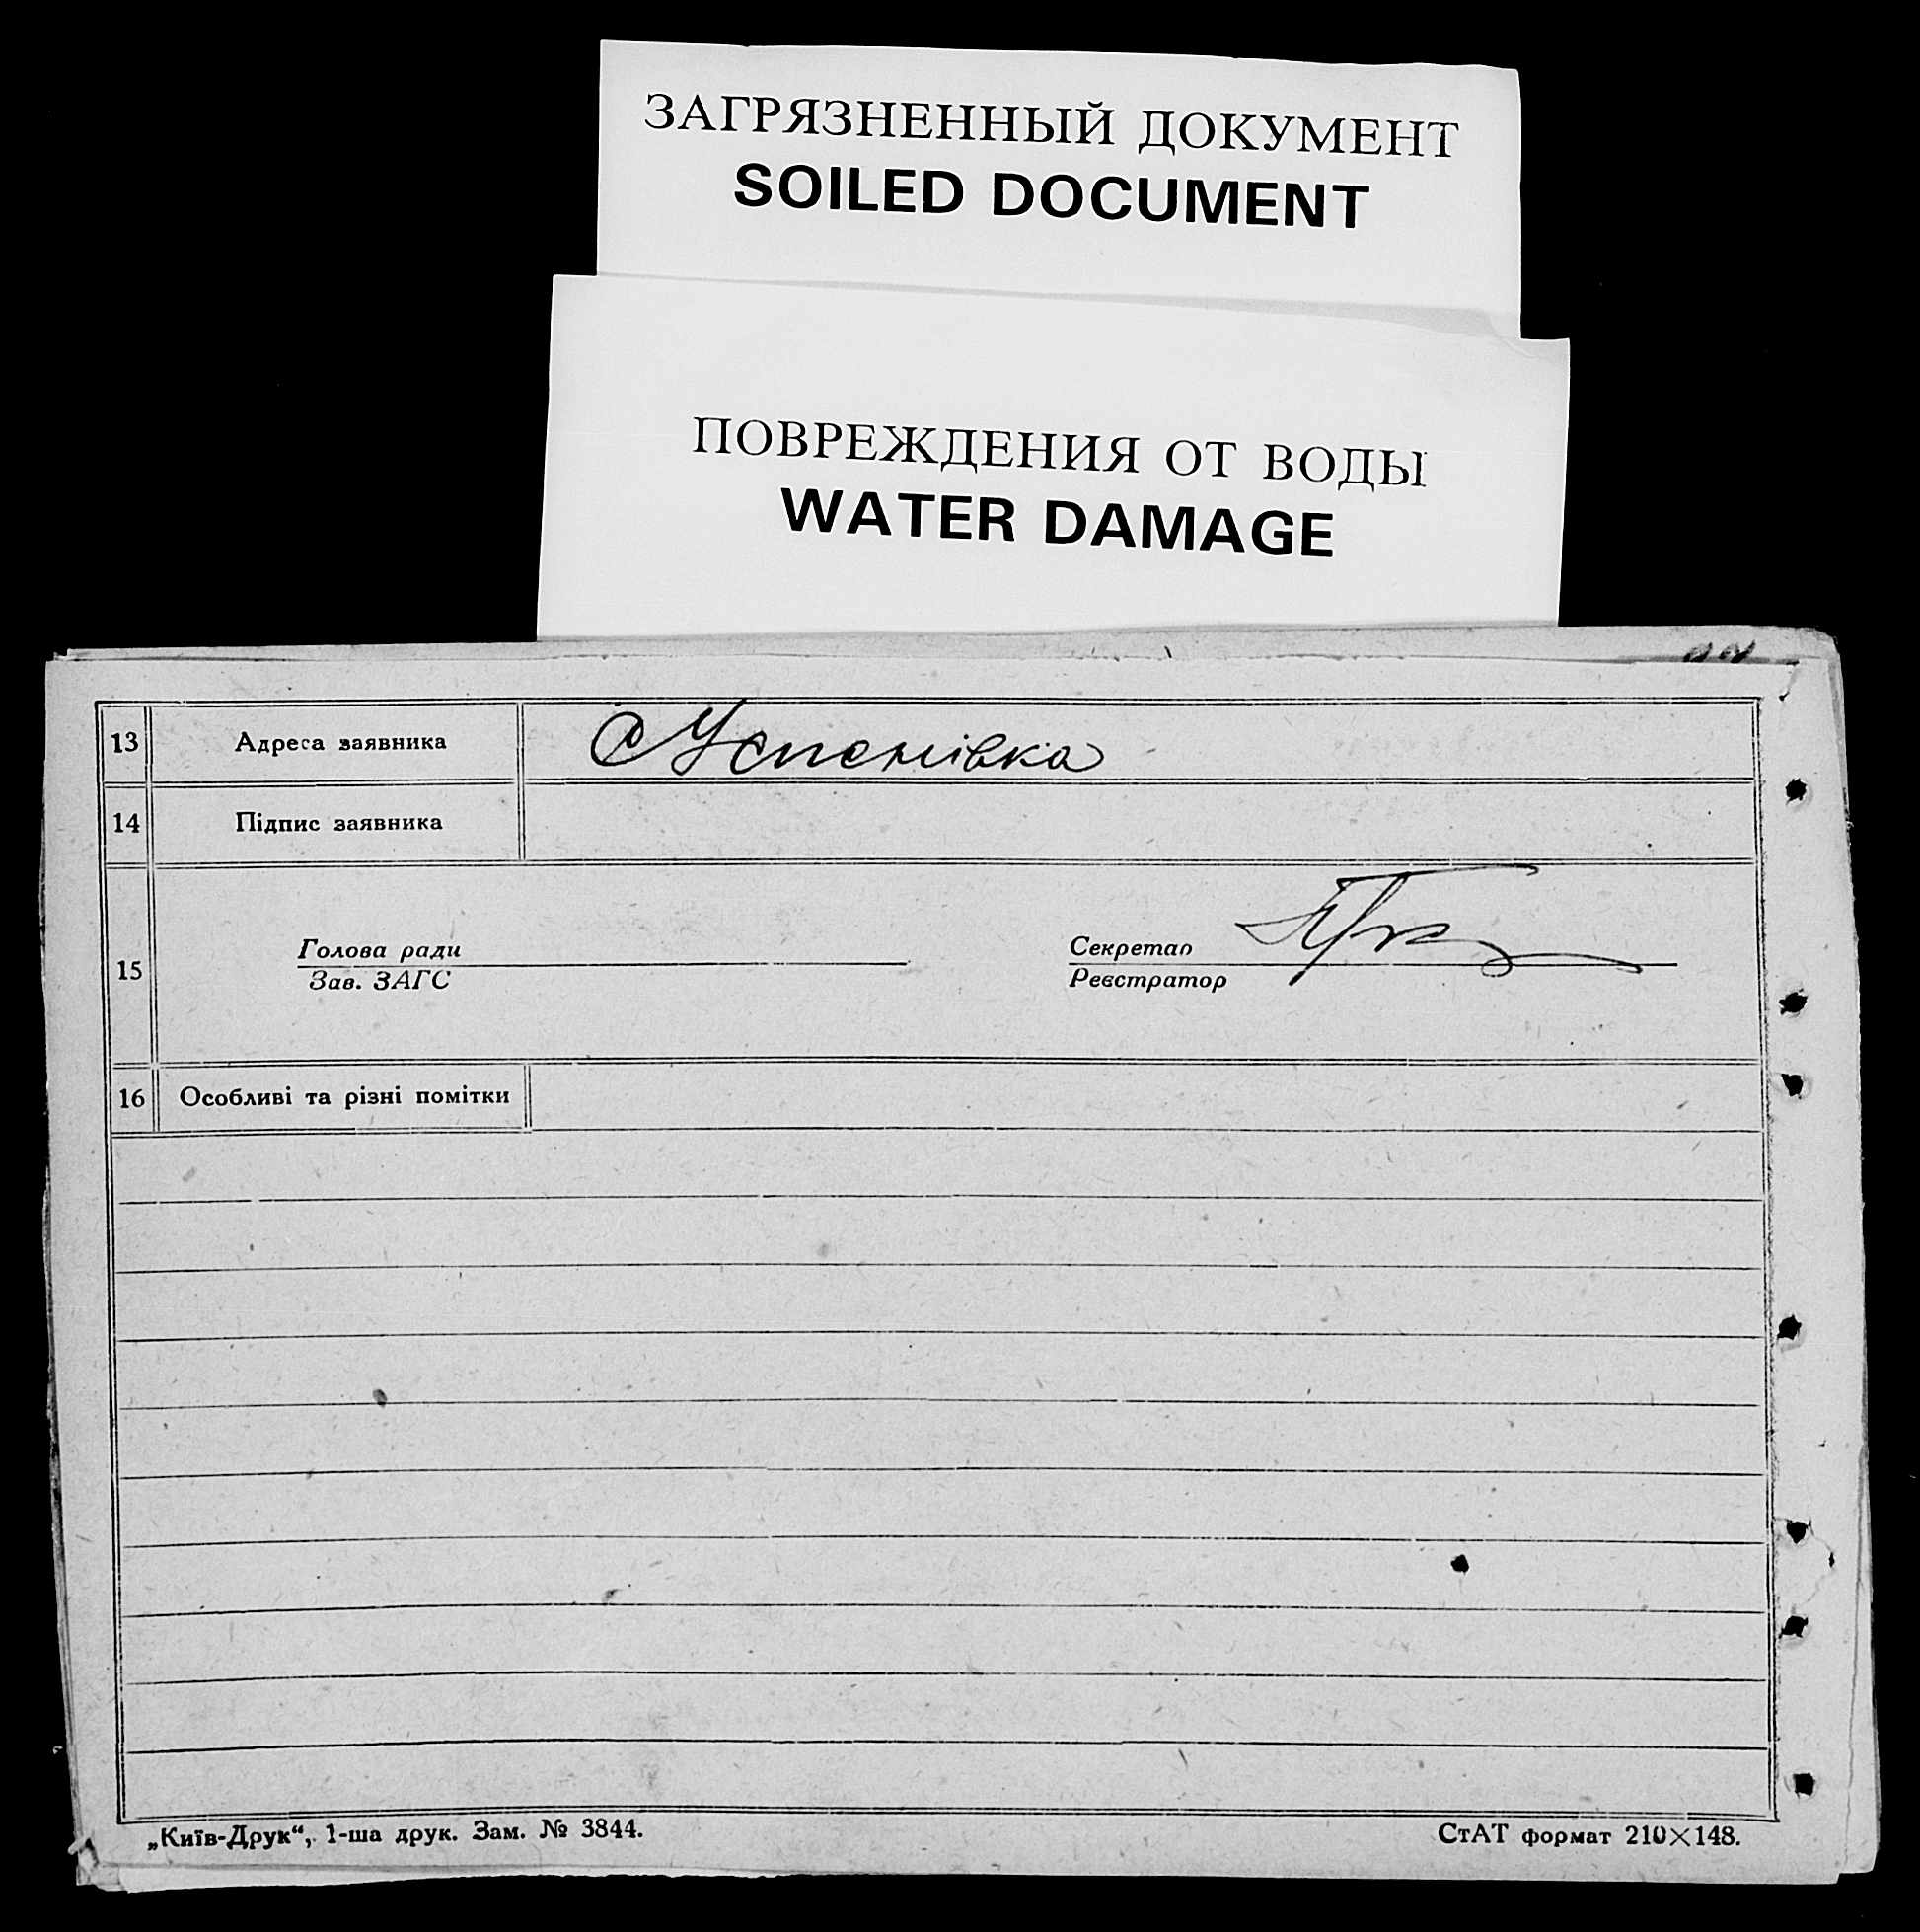 ЗАГРЯЗНЕННЫЙ ДОКУМЕНТ
SOILED DOCUMENT
ПОВРЕЖДЕНИЯ ОТ ВОДЫ
WATER DAMAGE
13 Адреса заявника с Успенівка
14 Підпис заявника
15 Голова ради Секретар
Зав. ЗАГС Реєстратор
16 Особливі та різні помітки
„Київ-Друк“, 1-ша друк. Зам. № 3844. СтАТ формат 210×148.